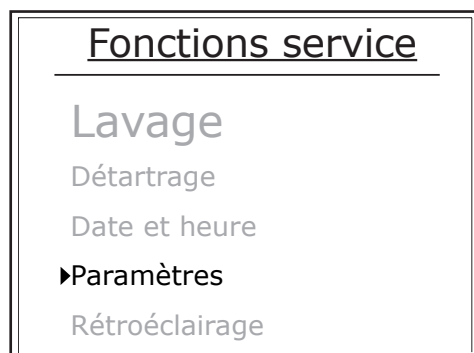 Fonctions service
Lavage
Détartrage
Date et heure
Paramètres
Rétroéclairage